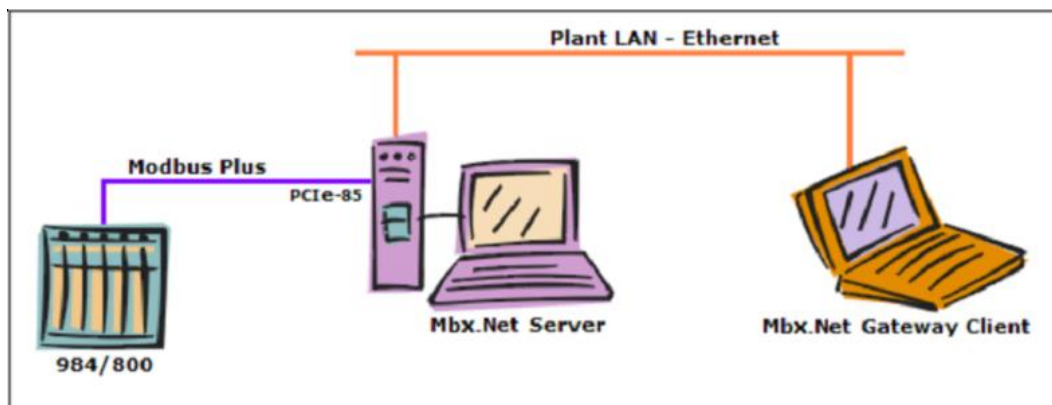 Plant LAN - Ethernet
Modbus Plus
PCIe-85
Mbx.Net Server
Mbx.Net Gateway Client
984/800